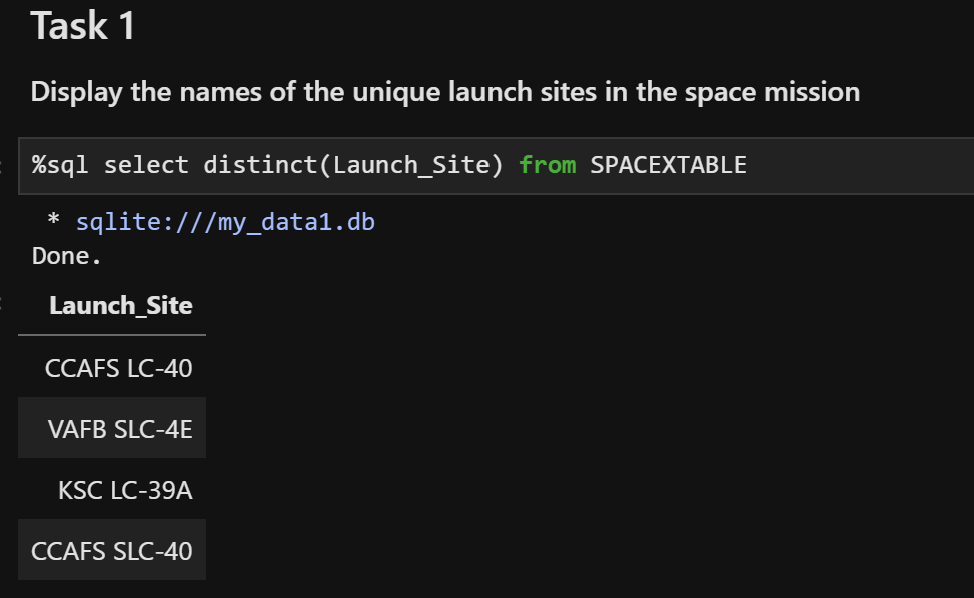 Task 1
Display the names of the unique launch sites in the space mission
%sql select distinct(Launch_Site) from SPACEXTABLE
* sqlite:///my_data1.db
Done.
Launch_Site
CCAFS LC-40
VAFB SLC-4E
KSC LC-39A
CCAFS SLC-40